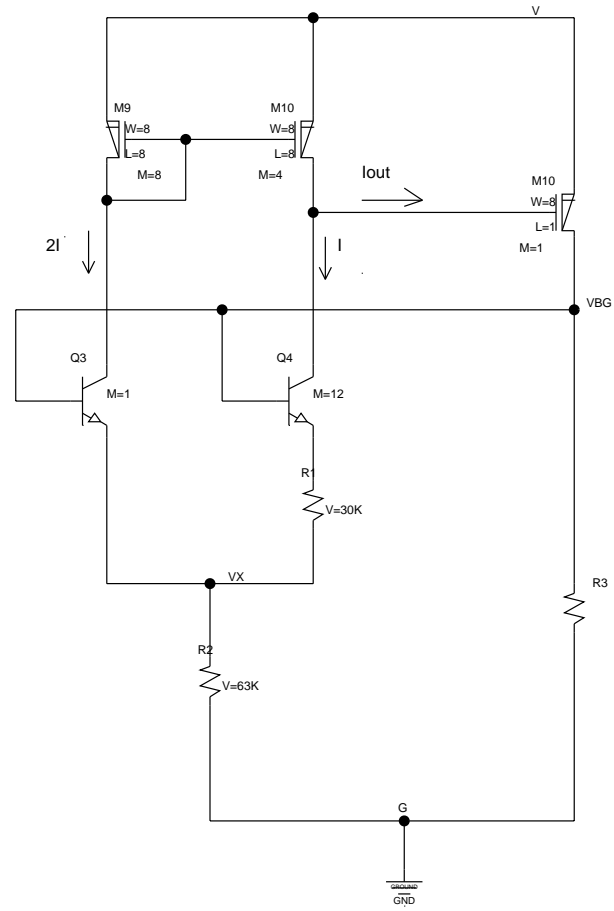 V
M9
W=8
L=8
M=8
M10
W=8
L=8
M=4
Iout
M10
W=8
L=1
M=1
2I
I
VBG
Q3
M=1
Q4
M=12
R1
V=30K
VX
R3
R2
V=63K
G
GROUND
GND